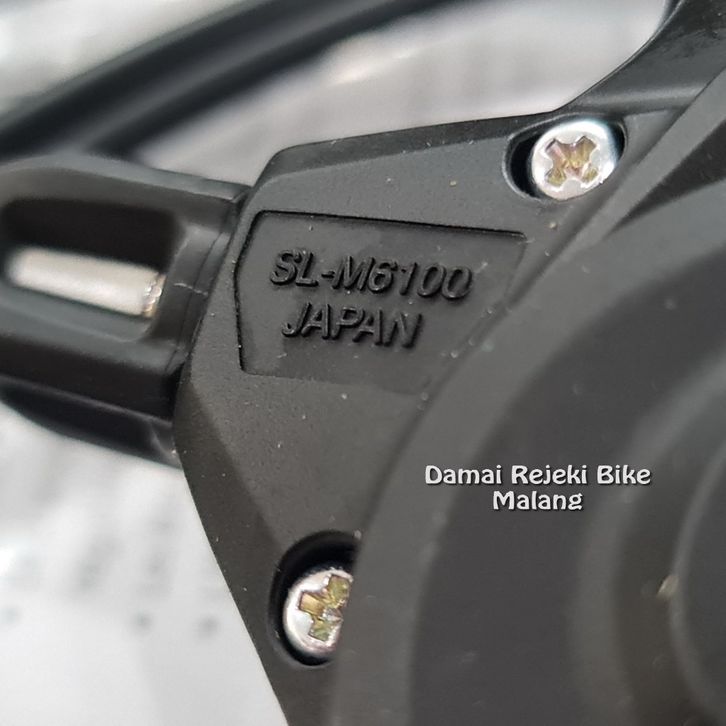 SL-M6100
JAPAN
Damai Rejeki Bike
Malang